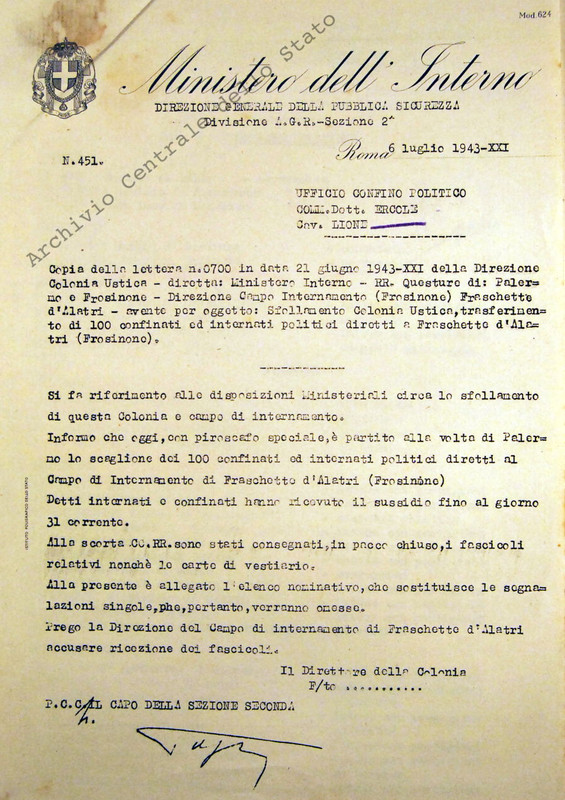 Mod. 624
Ministero dell' Interno
DIREZIONE GENERALE DELLA PUBBLICA SICUREZZA
Divisione A.G.R.-Sezione 2^
Archivio Centrale dello Stato
N.451.
Roma 6 luglio 1943-XXI
UFFICIO CONFINO POLITICO
COMM.Dott. ERCOLE
Cav. LIONE
Copia della lettera n.0700 in data 21 giugno 1943-XXI della Direzione
Colonia Ustica - diretta: Ministero Interno - RR. Questure di: Paler=
mo e Frosinone - Direzione Campo Internamento (Frosinone) Fraschette
d'Alatri - avente per oggetto: Sfollamento Colonia Ustica,trasferimen=
to di 100 confinati ed internati politici diretti a Fraschette d'Ala=
tri (Frosinone).
Si fa riferimento alle disposizioni Ministeriali circa lo sfollamento
di questa Colonia e campo di internamento.
Informo che oggi,con piroscafo speciale,è partito alla volta di Paler=
mo lo scaglione dei 100 confinati ed internati politici diretti al
Campo di Internamento di Fraschette d'Alatri (Frosinone)
Detti internati e confinati hanno ricevuto il sussidio fino al giorno
31 corrente.
Alla scorta CC.RR.sono stati consegnati,in pacco chiuso,i fascicoli
relativi nonchè le carte di vestiario.
Alla presente è allegato l'elenco nominativo,che sostituisce le segna=
lazioni singole,phe,pertanto,verranno omesse.
Prego la Direzione del Campo di internamento di Fraschette d'Alatri
accusare ricezione dei fascicoli.
Il Direttore della Colonia
F/to ...........
P.C.C.IL CAPO DELLA SEZIONE SECONDA
ISTITUTO POLIGRAFICO DELLO STATO